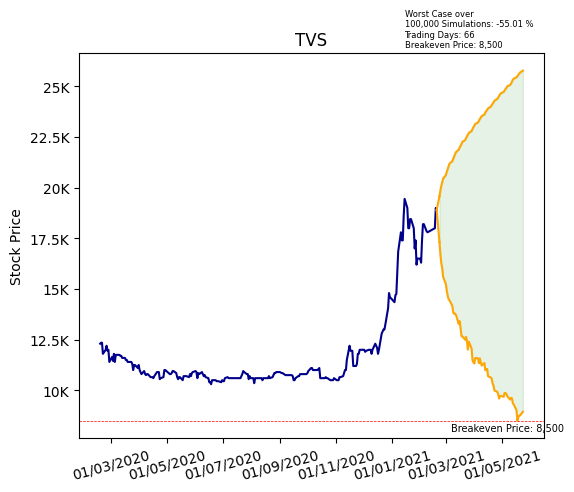 Worst Case over
100,000 Simulations: -55.01 %
Trading Days: 66
Breakeven Price: 8,500
TVS
Stock Price
25K
22.5K
20K
17.5K
15K
12.5K
10K
Breakeven Price: 8,500
01/03/2020
01/05/2020
01/07/2020
01/09/2020
01/11/2020
01/01/2021
01/03/2021
01/05/2021